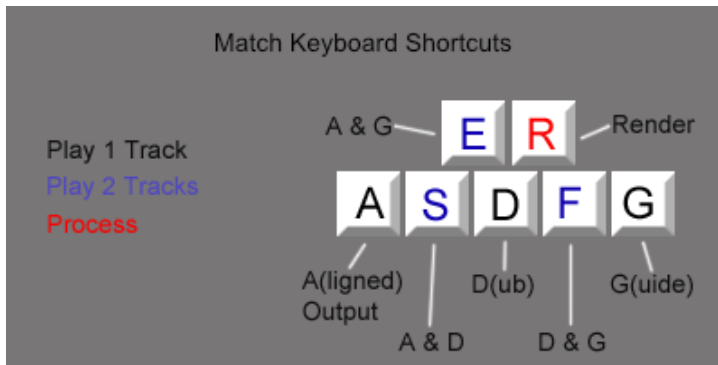 Match Keyboard Shortcuts
Play 1 Track
Play 2 Tracks
Process
A & G
E
R
Render
A
S
D
F
G
A(ligned)
Output
D(ub)
G(uide)
A & D
D & G